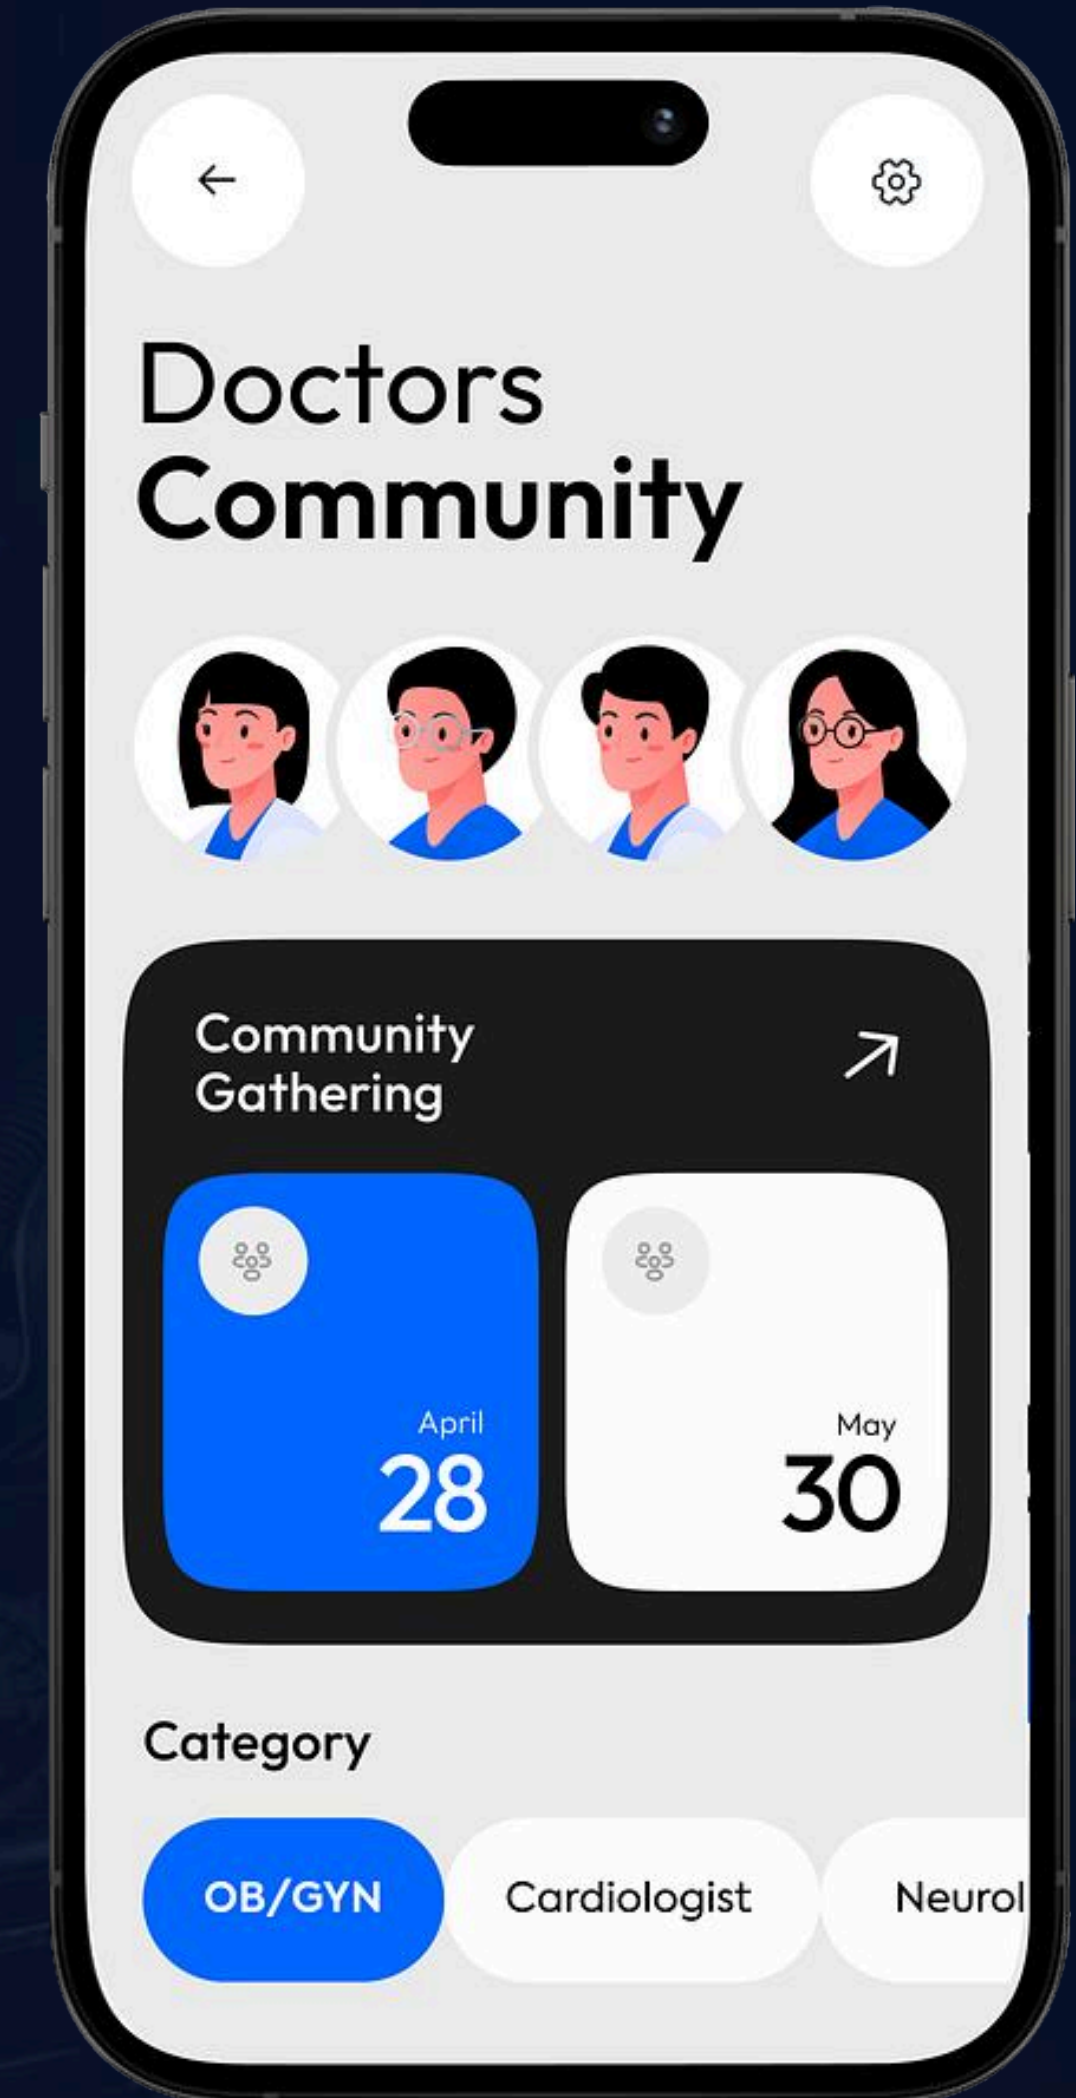 Doctors
Community
Community
Gathering
April
28
May
30
Category
OB/GYN
Cardiologist
Neurol